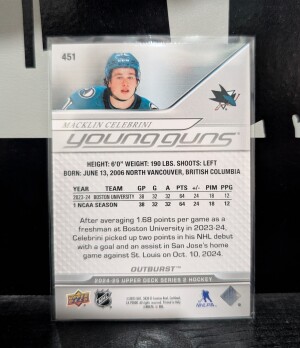 451
MACKLIN CELEBRINI
young guns
HEIGHT: 6'0" WEIGHT: 190 LBS. SHOOTS: LEFT
BORN: JUNE 13, 2006 NORTH VANCOUVER, BRITISH COLUMBIA
YEAR TEAM GP G A PTS +/- PIM PPG
2023-24 BOSTON UNIVERSITY 38 32 32 64 24 18 12
1 NCAA SEASON 38 32 32 64 24 18 12
After averaging 1.68 points per game as a
freshman at Boston University in 2023-24,
Celebrini picked up two points in his NHL debut
with a goal and an assist in San Jose's home
game against St. Louis on Oct. 10, 2024.
OUTBURST
2024-25 UPPER DECK SERIES 2 HOCKEY
UPPER DECK
NHL
NHLPA